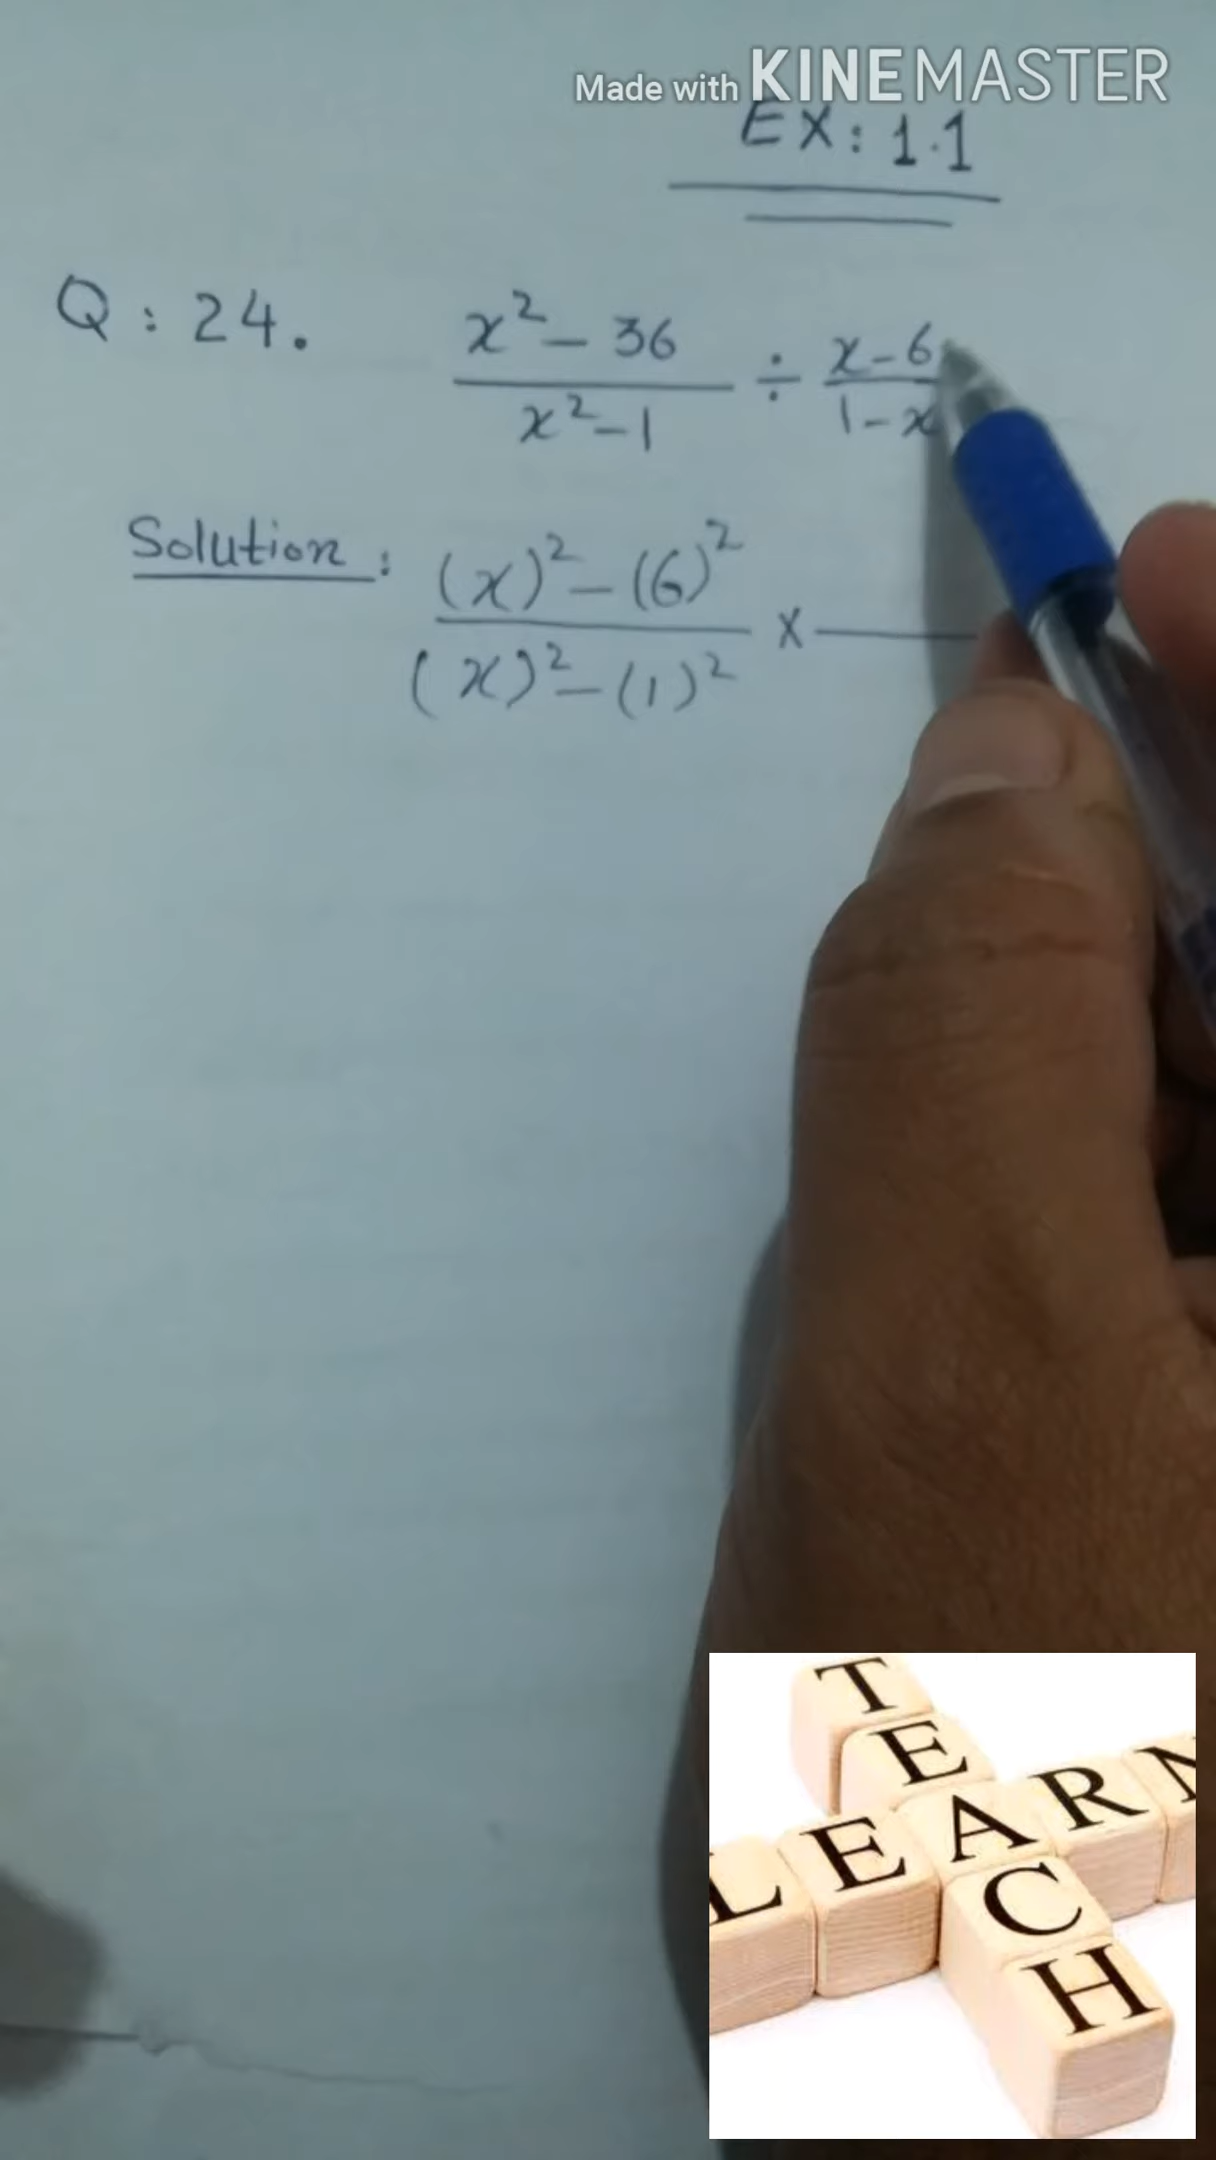 Made with KINEMASTER
EX: 1.1
Q: 24. x² - 36 / x² - 1 ÷ x - 6 / 1 - x
Solution: (x)² - (6)² / (x)² - (1)² ×
TEACH
LEARN